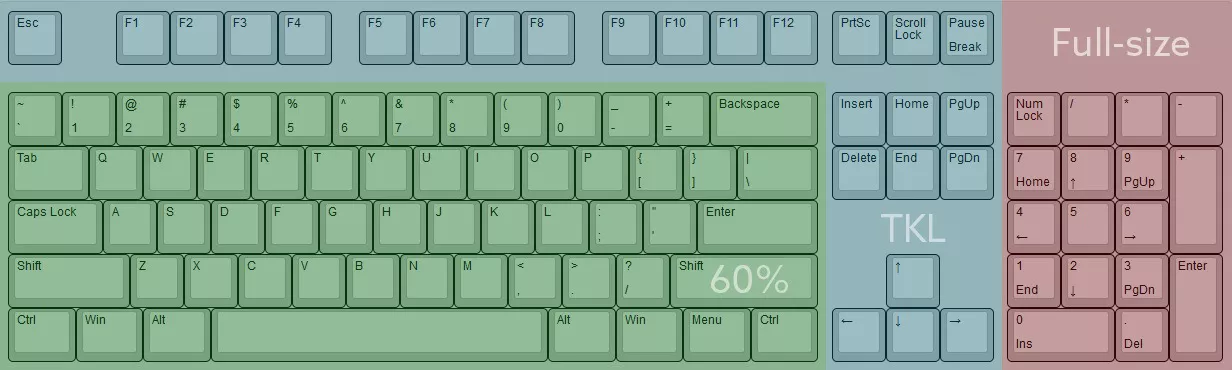 Esc F1 F2 F3 F4 F5 F6 F7 F8 F9 F10 F11 F12 PrtSc Scroll Lock Pause Break
Full-size
~ ` ! 1 @ 2 # 3 $ 4 % 5 ^ 6 & 7 * 8 ( 9 ) 0 _ - + = Backspace Insert Home PgUp Num Lock / * -
Tab Q W E R T Y U I O P { [ } ] | \ Delete End PgDn 7 Home 8 ↑ 9 PgUp +
Caps Lock A S D F G H J K L : ; " ' Enter 4 ← 5 6 →
TKL
Shift Z X C V B N M < , > . ? / Shift ↑ 1 End 2 ↓ 3 PgDn Enter
60%
Ctrl Win Alt Alt Win Menu Ctrl ← ↓ → 0 Ins . Del